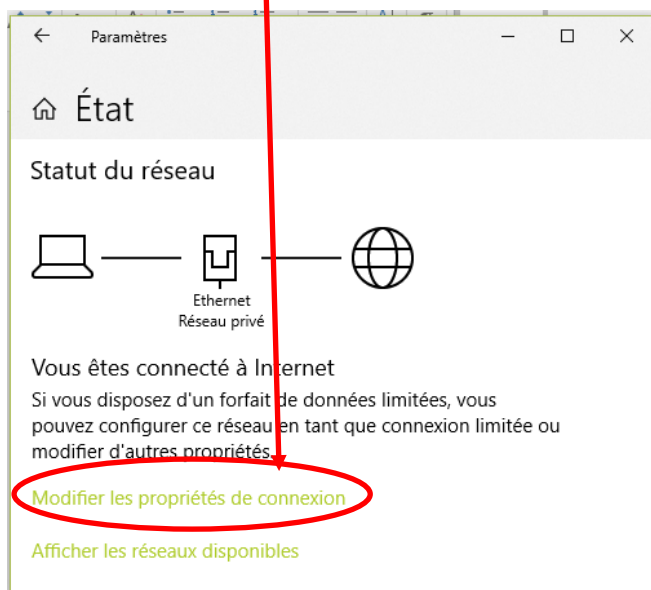 Paramètres
État
Statut du réseau
Ethernet
Réseau privé
Vous êtes connecté à Internet
Si vous disposez d'un forfait de données limitées, vous
pouvez configurer ce réseau en tant que connexion limitée ou
modifier d'autres propriétés.
Modifier les propriétés de connexion
Afficher les réseaux disponibles